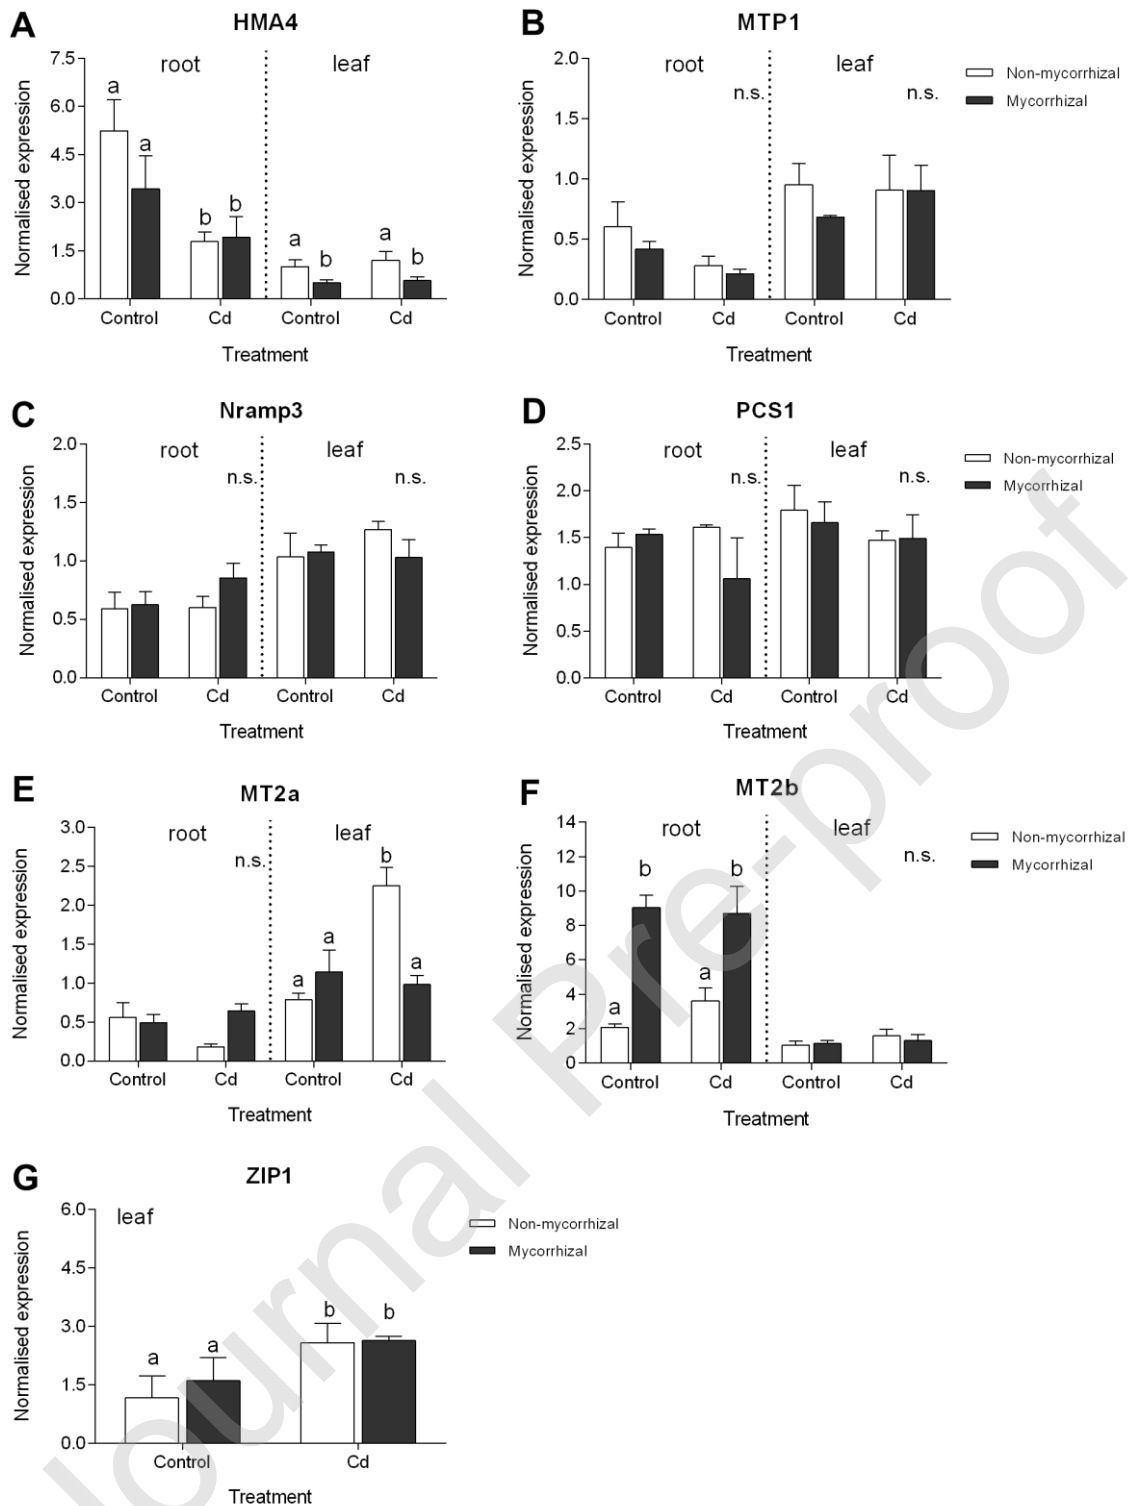 A
HMA4
7.5
6.0
4.5
3.0
1.5
0.0
Normalised expression
root
leaf
a
a
b
b
a
b
a
b
Control
Cd
Control
Cd
Treatment
B
MTP1
2.0
1.5
1.0
0.5
0.0
Normalised expression
root
leaf
n.s.
n.s.
Control
Cd
Control
Cd
Treatment
Non-mycorrhizal
Mycorrhizal
C
Nramp3
2.0
1.5
1.0
0.5
0.0
Normalised expression
root
leaf
n.s.
n.s.
Control
Cd
Control
Cd
Treatment
D
PCS1
2.5
2.0
1.5
1.0
0.5
0.0
Normalised expression
root
leaf
n.s.
n.s.
Control
Cd
Control
Cd
Treatment
Non-mycorrhizal
Mycorrhizal
E
MT2a
3.0
2.5
2.0
1.5
1.0
0.5
0.0
Normalised expression
root
leaf
n.s.
a
a
b
a
Control
Cd
Control
Cd
Treatment
F
MT2b
14
12
10
8
6
4
2
0
Normalised expression
root
leaf
a
b
a
b
n.s.
Control
Cd
Control
Cd
Treatment
Non-mycorrhizal
Mycorrhizal
G
ZIP1
6.0
4.5
3.0
1.5
0.0
Normalised expression
leaf
a
a
b
b
Control
Cd
Treatment
Non-mycorrhizal
Mycorrhizal
Journal Pre-proof